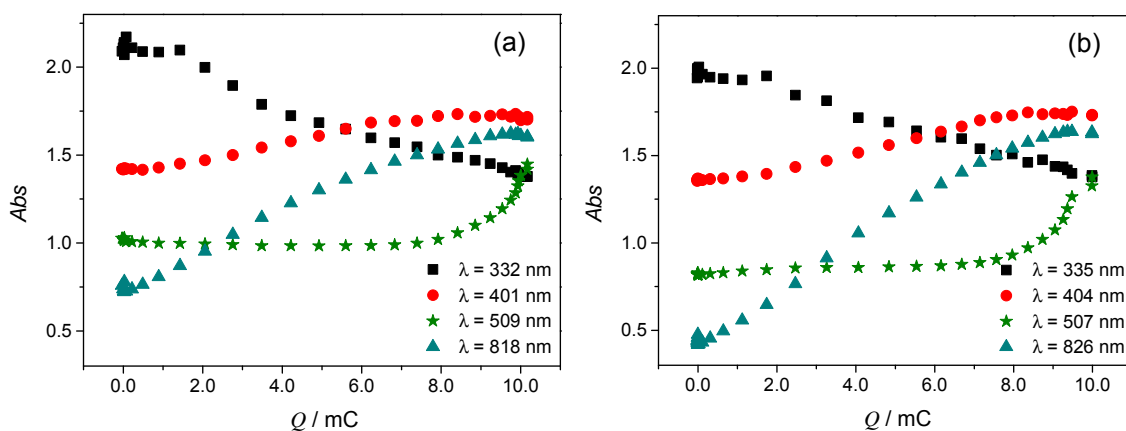 (a)
2.0
1.5
1.0
0.5
Abs
λ = 332 nm
λ = 401 nm
λ = 509 nm
λ = 818 nm
0.0 2.0 4.0 6.0 8.0 10.0
Q / mC
(b)
2.0
1.5
1.0
0.5
Abs
λ = 335 nm
λ = 404 nm
λ = 507 nm
λ = 826 nm
0.0 2.0 4.0 6.0 8.0 10.0
Q / mC